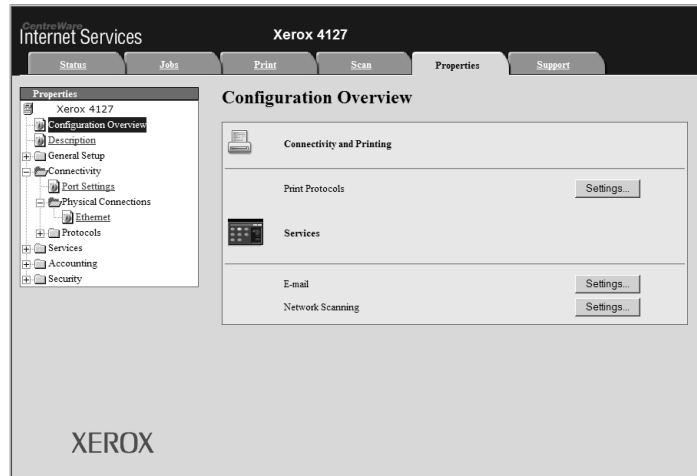 CentreWare
Internet Services
Xerox 4127
Status
Jobs
Print
Scan
Properties
Support
Properties
Xerox 4127
Configuration Overview
Description
General Setup
Connectivity
Port Settings
Physical Connections
Ethernet
Protocols
Services
Accounting
Security
Configuration Overview
Connectivity and Printing
Print Protocols
Settings...
Services
E-mail
Settings...
Network Scanning
Settings...
XEROX